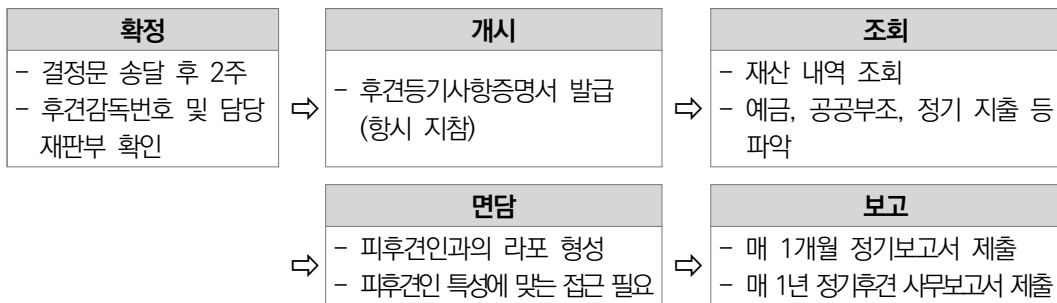 확정
- 결정문 송달 후 2주
- 후견감독번호 및 담당
재판부 확인
⇨
개시
- 후견등기사항증명서 발급
(항시 지참)
⇨
조회
- 재산 내역 조회
- 예금, 공공부조, 정기 지출 등
파악
⇨
면담
- 피후견인과의 라포 형성
- 피후견인 특성에 맞는 접근 필요
⇨
보고
- 매 1개월 정기보고서 제출
- 매 1년 정기후견 사무보고서 제출